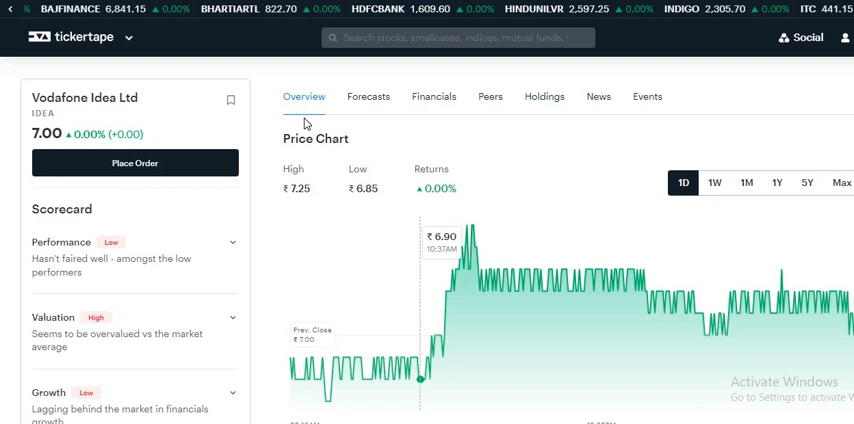 % BAJFINANCE 6,841.15 ▲ 0.00% BHARTIARTL 822.70 ▲ 0.00% HDFCBANK 1,609.60 ▲ 0.00% HINDUNILVR 2,597.25 ▲ 0.00% INDIGO 2,305.70 ▲ 0.00% ITC 441.15
tickertape
Search stocks, smallcases, indices, mutual funds,
Social
Vodafone Idea Ltd
IDEA
7.00 ▲ 0.00% (+0.00)
Place Order
Scorecard
Performance Low
Hasn't faired well - amongst the low
performers
Valuation High
Seems to be overvalued vs the market
average
Growth Low
Lagging behind the market in financials
growth
Overview Forecasts Financials Peers Holdings News Events
Price Chart
High Low Returns
₹ 7.25 ₹ 6.85 ▲ 0.00%
1D 1W 1M 1Y 5Y Max
₹ 6.90
10:37AM
Prev. Close
₹ 7.00
Activate Windows
Go to Settings to activate W